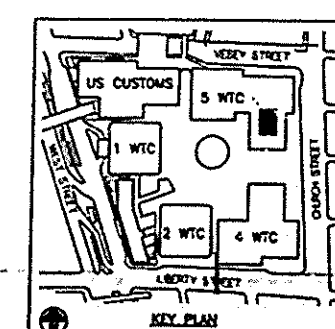 VESEY STREET
US CUSTOMS
5 WTC
1 WTC
WEST STREET
CHURCH STREET
2 WTC
4 WTC
LIBERTY STREET
KEY PLAN